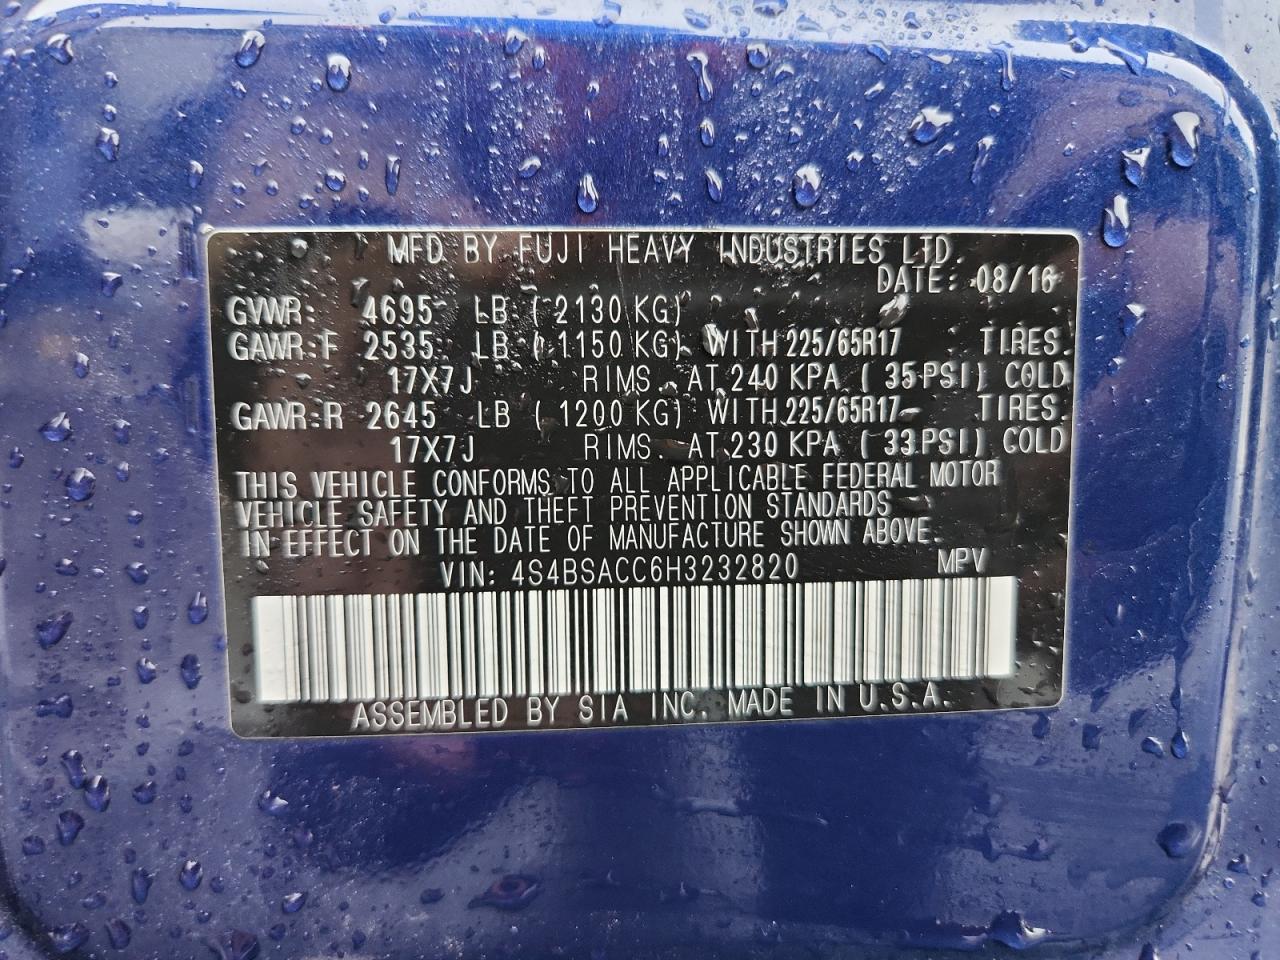 MFD BY FUJI HEAVY INDUSTRIES LTD.
DATE: 08/16
GVWR: 4695 LB ( 2130 KG)
GAWR:F 2535 LB ( 1150 KG) WITH 225/65R17 TIRES.
17X7J RIMS. AT 240 KPA ( 35 PSI) COLD
GAWR:R 2645 LB ( 1200 KG) WITH 225/65R17 TIRES.
17X7J RIMS. AT 230 KPA ( 33 PSI) COLD
THIS VEHICLE CONFORMS TO ALL APPLICABLE FEDERAL MOTOR
VEHICLE SAFETY AND THEFT PREVENTION STANDARDS
IN EFFECT ON THE DATE OF MANUFACTURE SHOWN ABOVE.
VIN: 4S4BSACC6H3232820 MPV
ASSEMBLED BY SIA INC. MADE IN U.S.A.